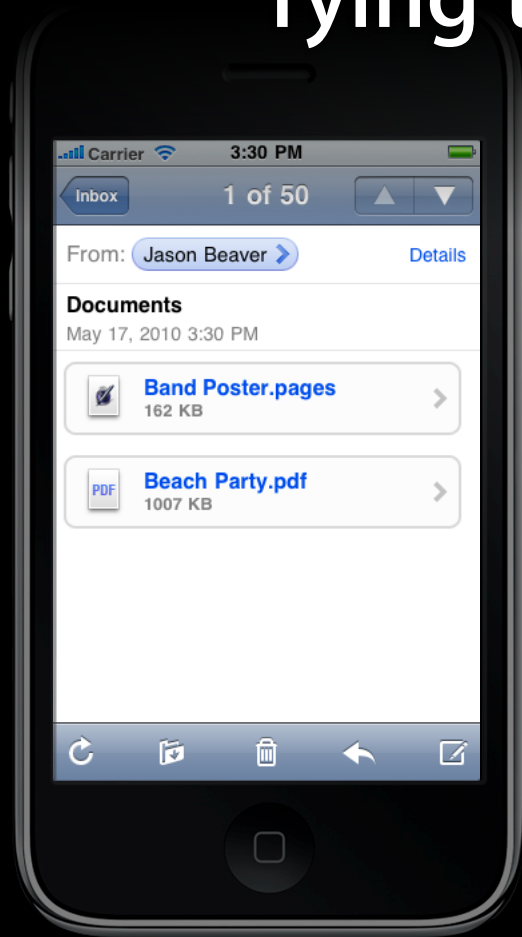 Tying t
Carrier 3:30 PM
Inbox 1 of 50
From: Jason Beaver Details
Documents
May 17, 2010 3:30 PM
Band Poster.pages
162 KB
PDF Beach Party.pdf
1007 KB